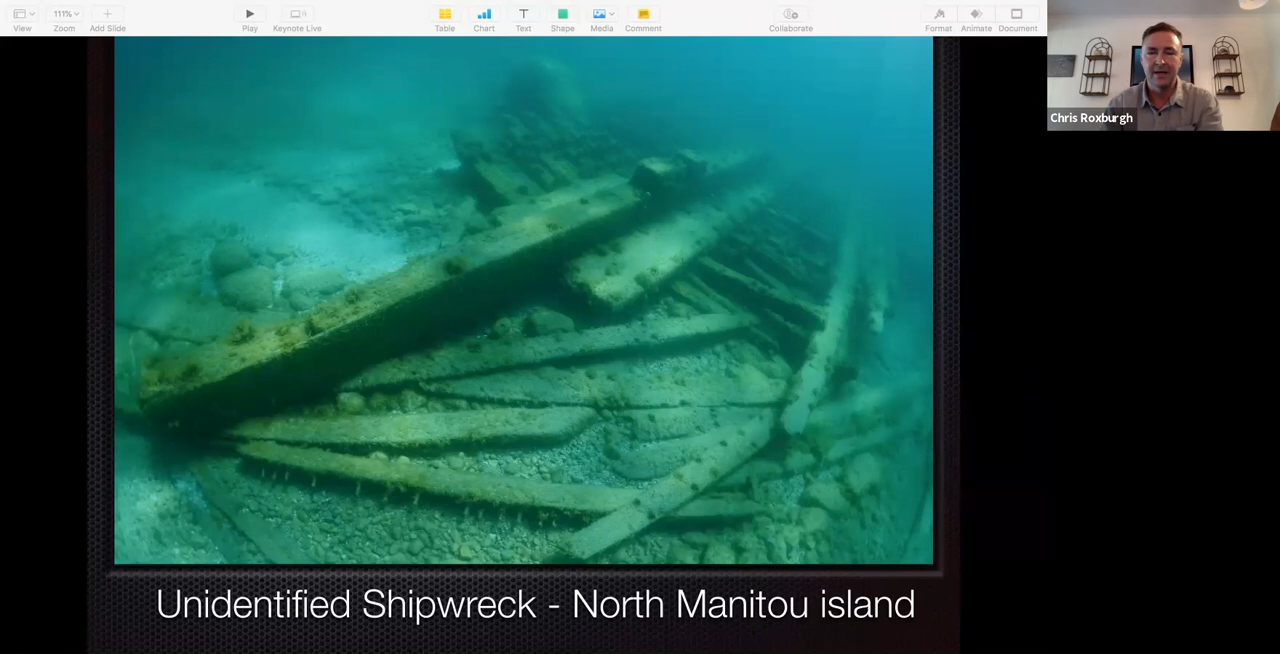 111%
View
Zoom
Add Slide
Play
Keynote Live
Table
Chart
Text
Shape
Media
Comment
Collaborate
Format
Animate
Document
Chris Roxburgh
Unidentified Shipwreck - North Manitou island